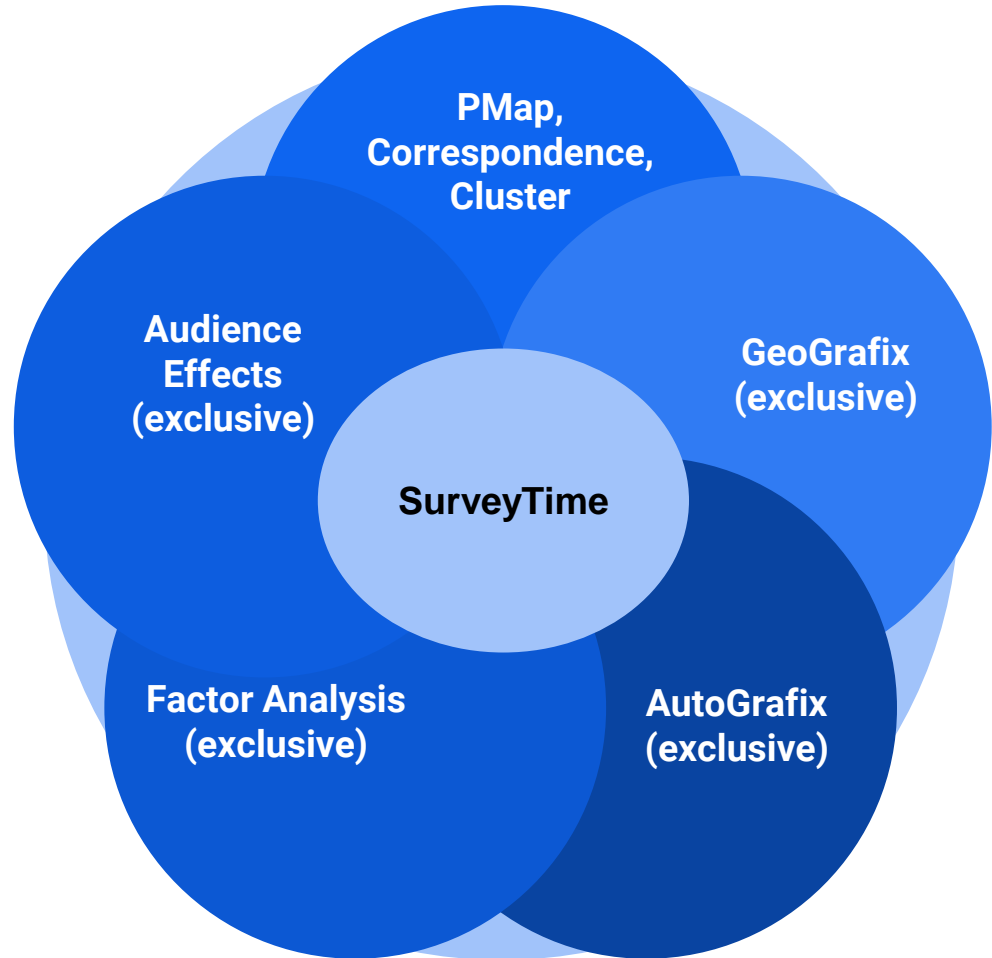 PMap,
Correspondence,
Cluster
Audience
Effects
(exclusive)
GeoGrafix
(exclusive)
SurveyTime
Factor Analysis
(exclusive)
AutoGrafix
(exclusive)